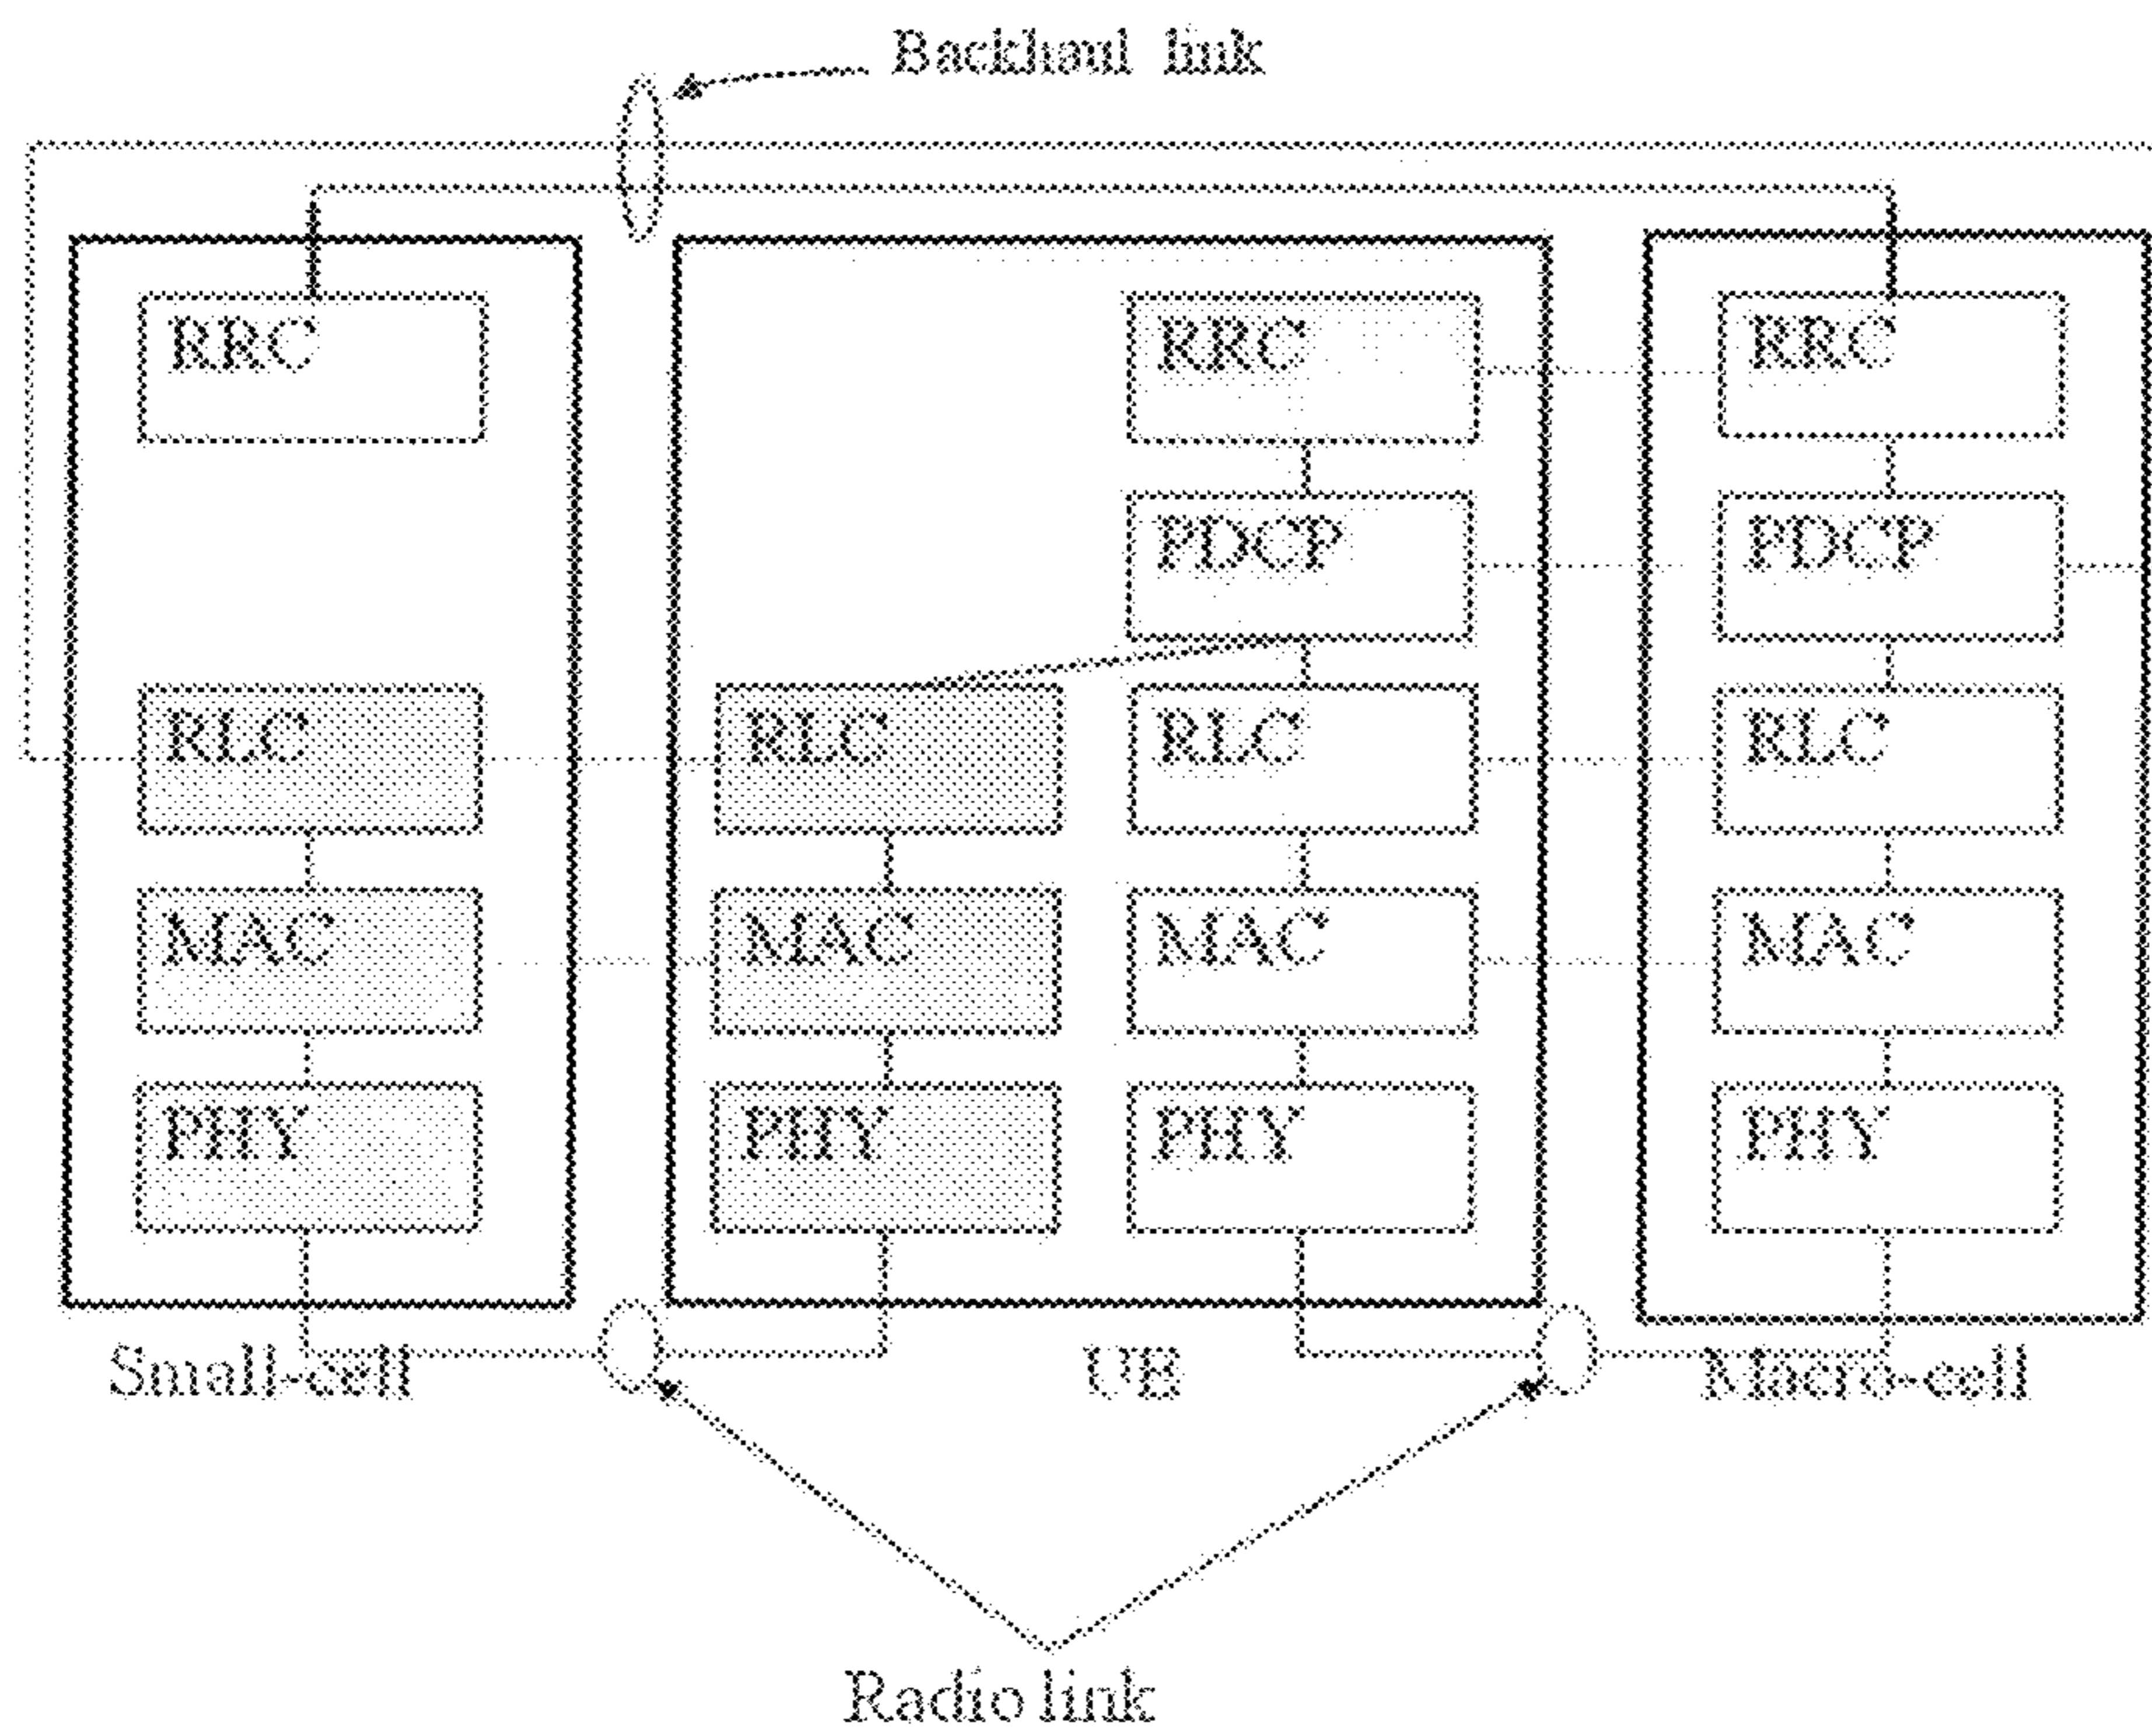 Backhaul link
RRC RRC RRC
PDCP PDCP
RLC RLC RLC RLC
MAC MAC MAC MAC
PHY PHY PHY PHY
Small-cell UE Macro-cell
Radio link